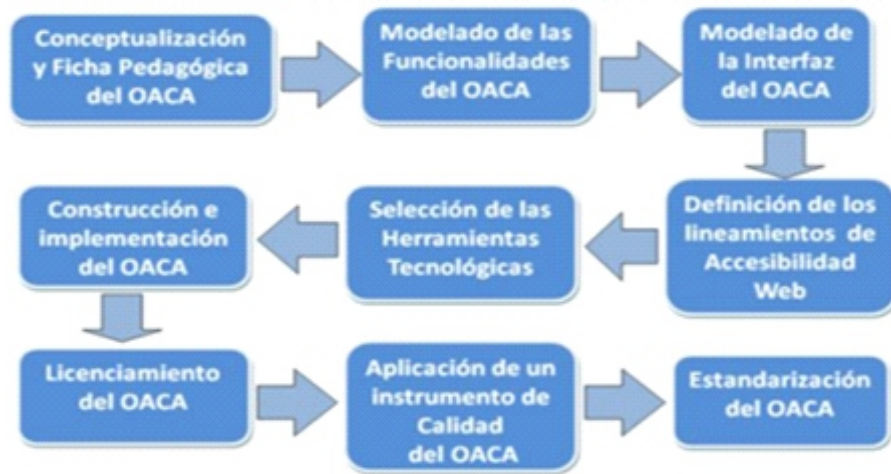 Conceptualización
y Ficha Pedagógica
del OACA
Modelado de las
Funcionalidades
del OACA
Modelado de
la Interfaz
del OACA
Definición de los
lineamientos de
Accesibilidad
Web
Selección de las
Herramientas
Tecnológicas
Construcción e
implementación
del OACA
Licenciamiento
del OACA
Aplicación de un
instrumento de
Calidad
del OACA
Estandarización
del OACA